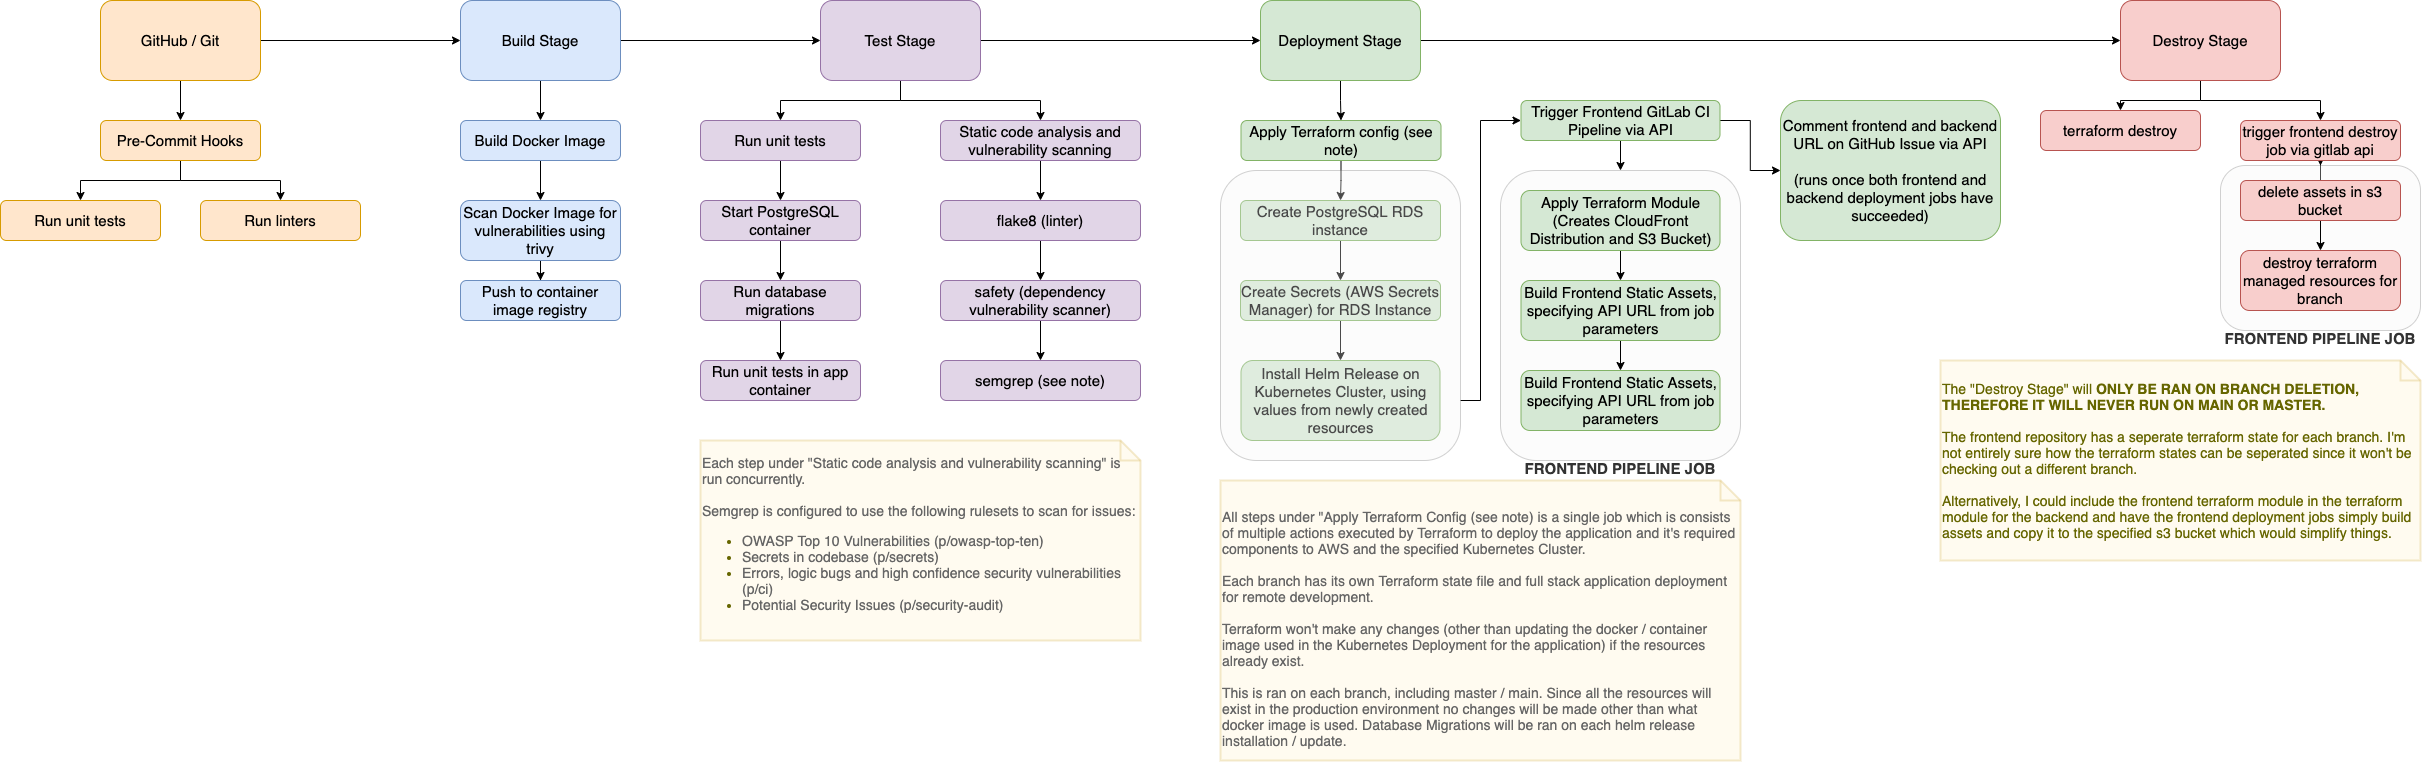 GitHub / Git
Build Stage
Test Stage
Deployment Stage
Destroy Stage
Pre-Commit Hooks
Run unit tests
Run linters
Build Docker Image
Scan Docker Image for
vulnerabilities using
trivy
Push to container
image registry
Run unit tests
Start PostgreSQL
container
Run database
migrations
Run unit tests in app
container
Static code analysis and
vulnerability scanning
flake8 (linter)
safety (dependency
vulnerability scanner)
semgrep (see note)
Each step under "Static code analysis and vulnerability scanning" is
run concurrently.
Semgrep is configured to use the following rulesets to scan for issues:
• OWASP Top 10 Vulnerabilities (p/owasp-top-ten)
• Secrets in codebase (p/secrets)
• Errors, logic bugs and high confidence security vulnerabilities
(p/ci)
• Potential Security Issues (p/security-audit)
Apply Terraform config (see
note)
Create PostgreSQL RDS
instance
Create Secrets (AWS Secrets
Manager) for RDS Instance
Install Helm Release on
Kubernetes Cluster, using
values from newly created
resources
Trigger Frontend GitLab CI
Pipeline via API
Apply Terraform Module
(Creates CloudFront
Distribution and S3 Bucket)
Build Frontend Static Assets,
specifying API URL from job
parameters
Build Frontend Static Assets,
specifying API URL from job
parameters
FRONTEND PIPELINE JOB
Comment frontend and backend
URL on GitHub Issue via API
(runs once both frontend and
backend deployment jobs have
succeeded)
All steps under "Apply Terraform Config (see note) is a single job which is consists
of multiple actions executed by Terraform to deploy the application and it's required
components to AWS and the specified Kubernetes Cluster.
Each branch has its own Terraform state file and full stack application deployment
for remote development.
Terraform won't make any changes (other than updating the docker / container
image used in the Kubernetes Deployment for the application) if the resources
already exist.
This is ran on each branch, including master / main. Since all the resources will
exist in the production environment no changes will be made other than what
docker image is used. Database Migrations will be ran on each helm release
installation / update.
terraform destroy
trigger frontend destroy
job via gitlab api
delete assets in s3
bucket
destroy terraform
managed resources for
branch
FRONTEND PIPELINE JOB
The "Destroy Stage" will ONLY BE RAN ON BRANCH DELETION,
THEREFORE IT WILL NEVER RUN ON MAIN OR MASTER.
The frontend repository has a seperate terraform state for each branch. I'm
not entirely sure how the terraform states can be seperated since it won't be
checking out a different branch.
Alternatively, I could include the frontend terraform module in the terraform
module for the backend and have the frontend deployment jobs simply build
assets and copy it to the specified s3 bucket which would simplify things.